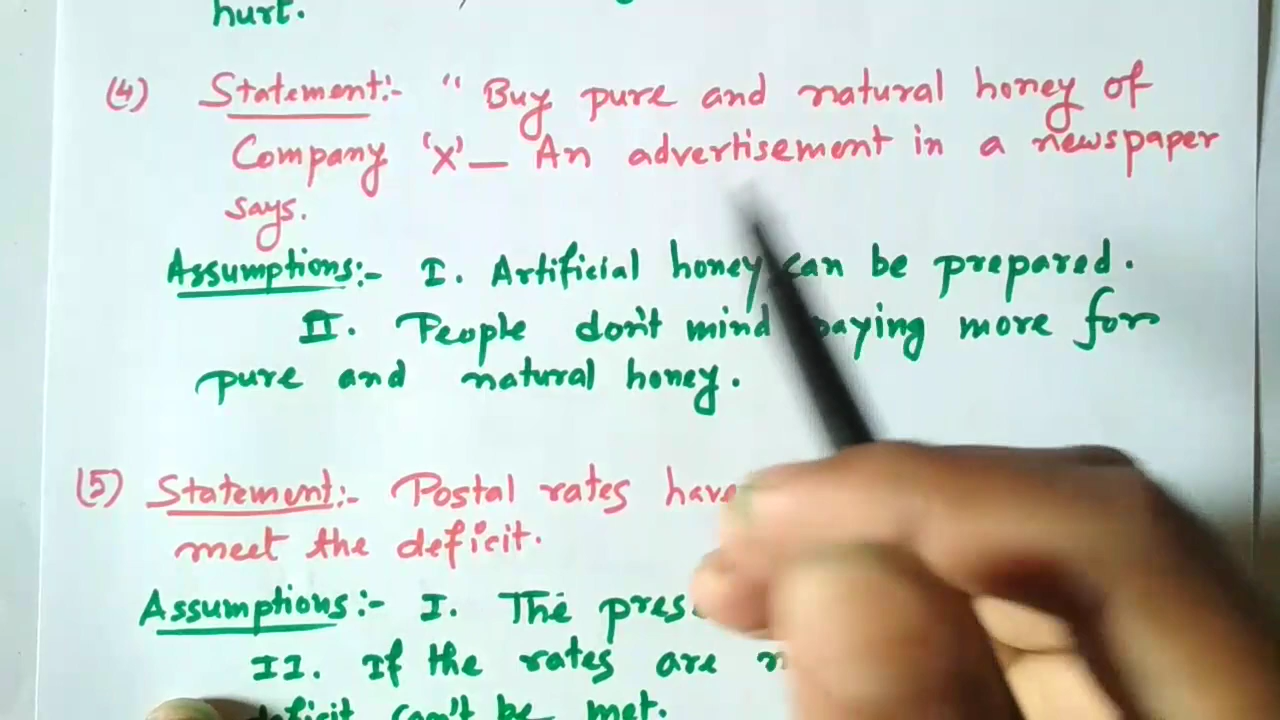 hurt.
(4) Statement:- " Buy pure and natural honey of
Company 'X' — An advertisement in a newspaper
says.
Assumptions:- I. Artificial honey can be prepared.
II. People don't mind paying more for
pure and natural honey.
(5) Statement:- Postal rates have
meet the deficit.
Assumptions:- I. The
II. If the rates are
can't be met.